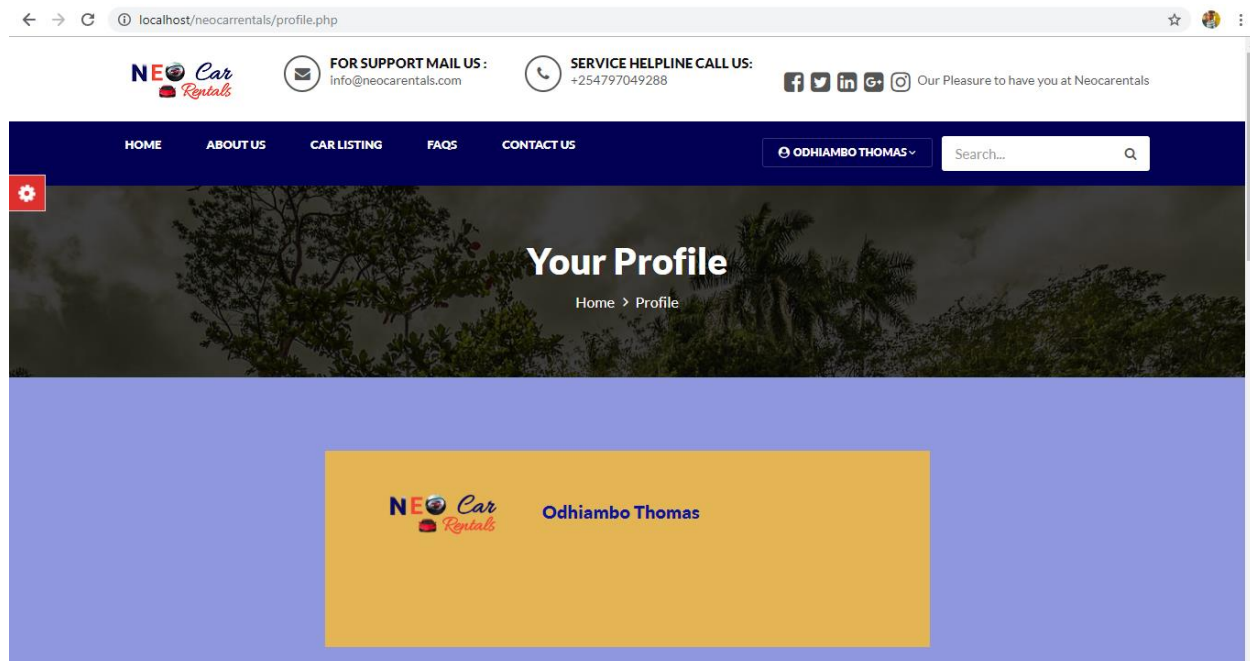 localhost/neocarrentals/profile.php
NEO Car
Rentals
FOR SUPPORT MAIL US :
info@neocarentals.com
SERVICE HELPLINE CALL US:
+254797049288
Our Pleasure to have you at Neocarentals
HOME ABOUT US CAR LISTING FAQS CONTACT US
ODHIAMBO THOMAS
Search...
Your Profile
Home > Profile
NEO Car
Rentals
Odhiambo Thomas